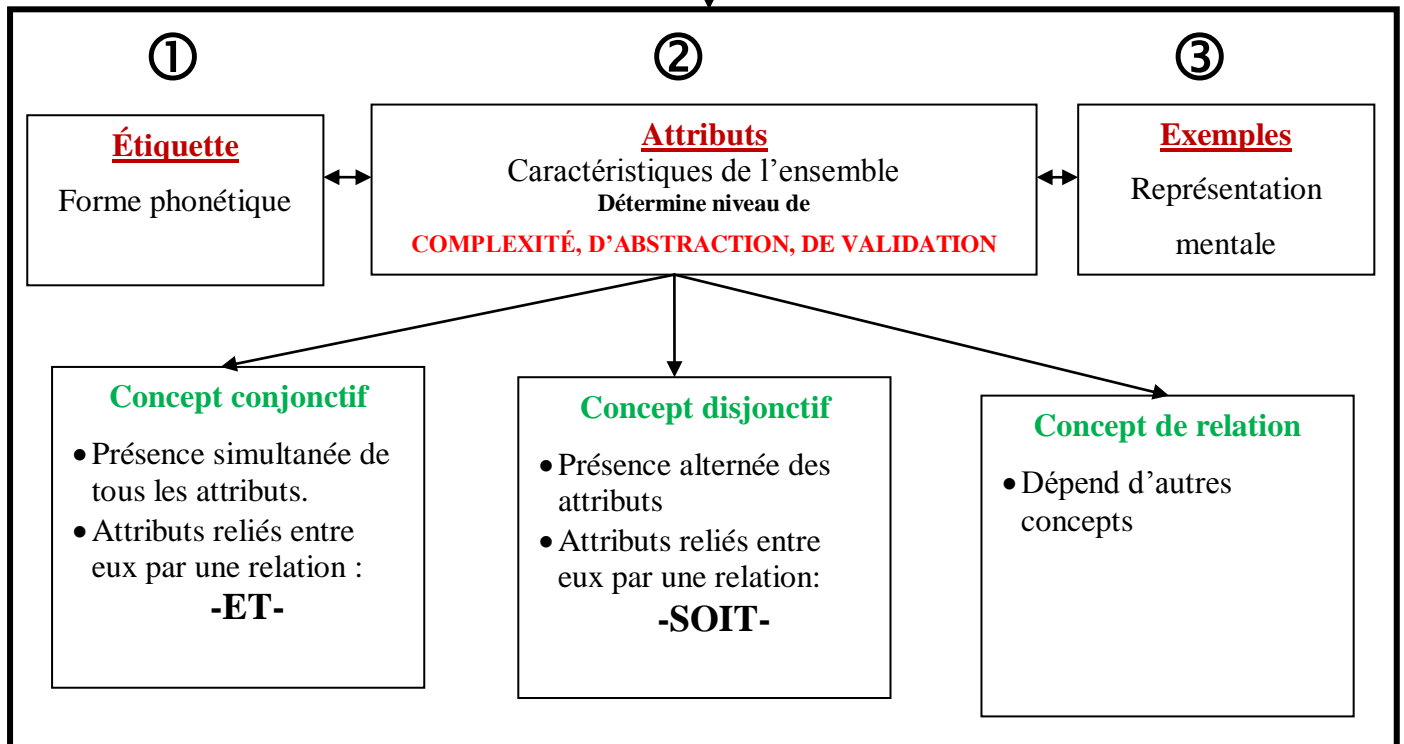 ① ② ③
Étiquette
Forme phonétique
Attributs
Caractéristiques de l'ensemble
Détermine niveau de
COMPLEXITÉ, D'ABSTRACTION, DE VALIDATION
Exemples
Représentation
mentale
Concept conjonctif
• Présence simultanée de
tous les attributs.
• Attributs reliés entre
eux par une relation :
-ET-
Concept disjonctif
• Présence alternée des
attributs
• Attributs reliés entre
eux par une relation:
-SOIT-
Concept de relation
• Dépend d'autres
concepts